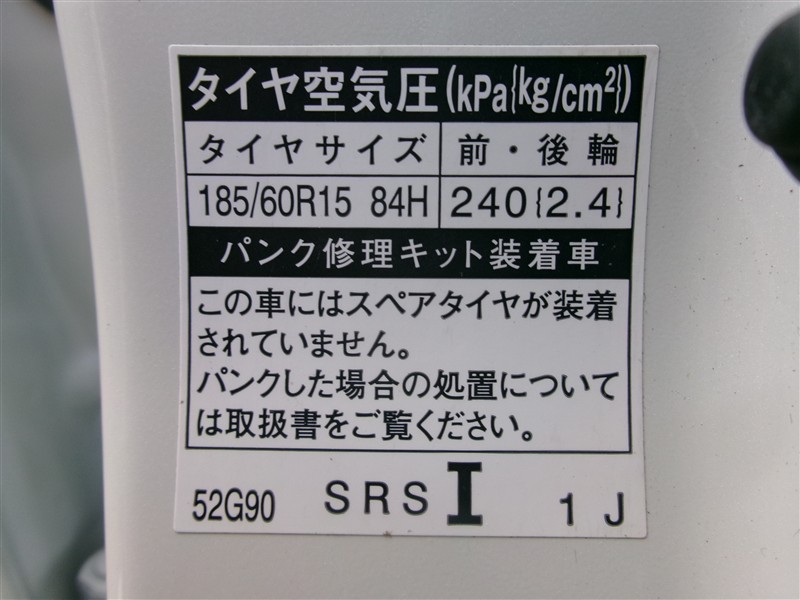 タイヤ空気圧(kPa{kg/cm²})
タイヤサイズ 前・後輪
185/60R15 84H 240{2.4}
パンク修理キット装着車
この車にはスペアタイヤが装着
されていません。
パンクした場合の処置について
は取扱書をご覧ください。
52G90 SRS I 1J